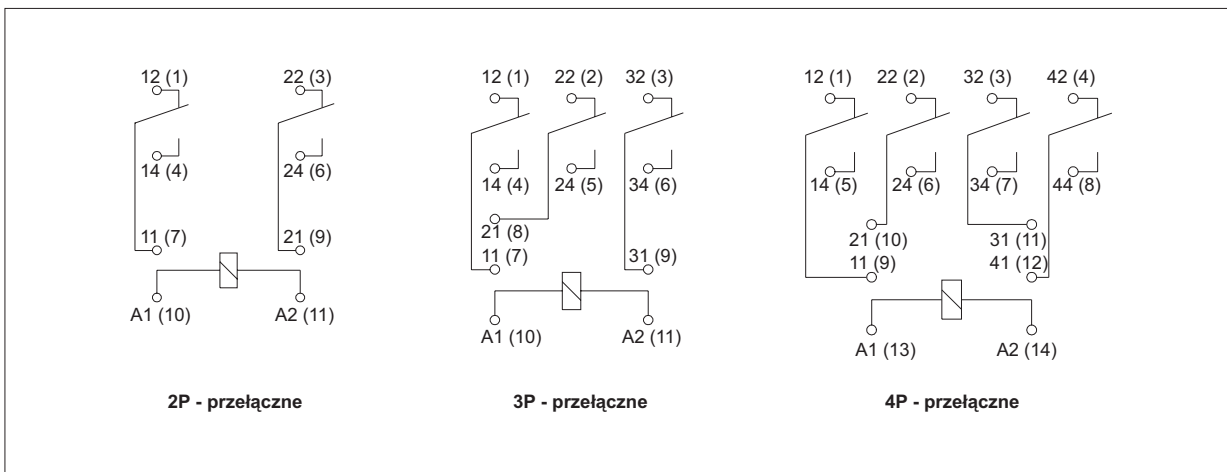 12 (1) 22 (3)
14 (4) 24 (6)
11 (7) 21 (9)
A1 (10) A2 (11)
2P - przełączne
12 (1) 22 (2) 32 (3)
14 (4) 24 (5) 34 (6)
21 (8)
11 (7) 31 (9)
A1 (10) A2 (11)
3P - przełączne
12 (1) 22 (2) 32 (3) 42 (4)
14 (5) 24 (6) 34 (7) 44 (8)
21 (10) 31 (11)
11 (9) 41 (12)
A1 (13) A2 (14)
4P - przełączne